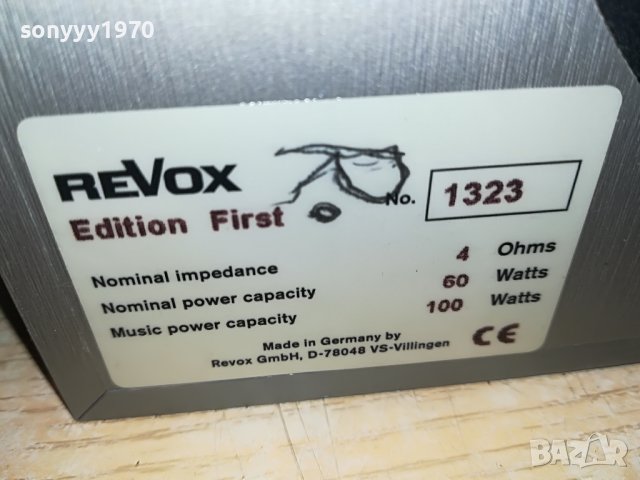 sonyyy1970
REVOX
Edition First
No. 1323
Nominal impedance 4 Ohms
Nominal power capacity 60 Watts
Music power capacity 100 Watts
Made in Germany by
Revox GmbH, D-78048 VS-Villingen
CE
BAZAR